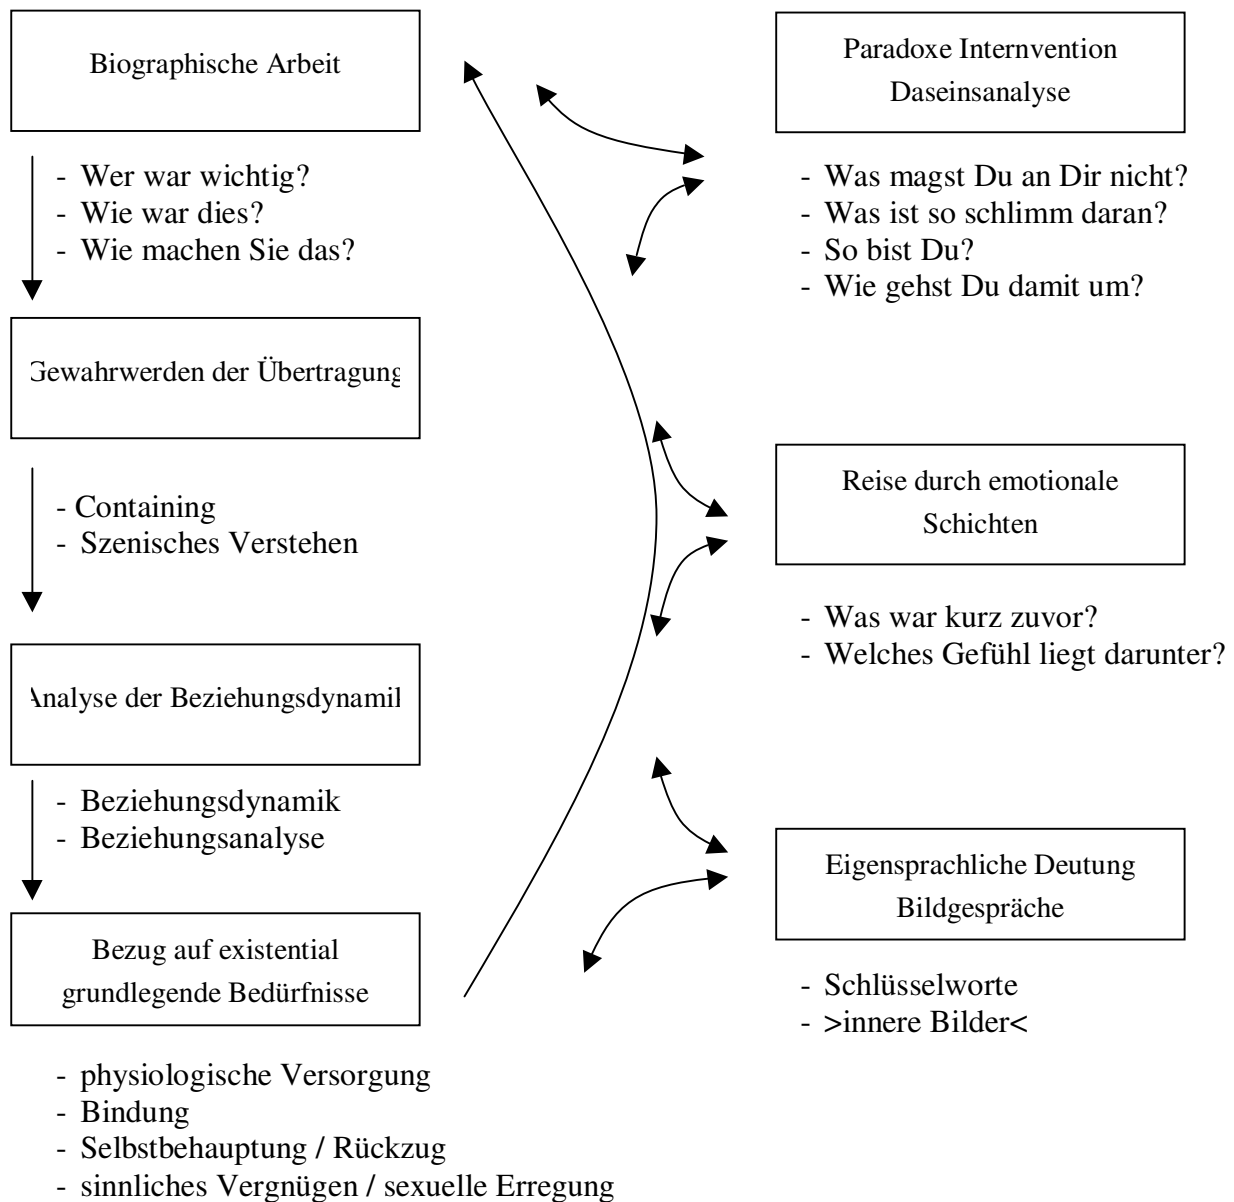 Biographische Arbeit
- Wer war wichtig?
- Wie war dies?
- Wie machen Sie das?
Gewahrwerden der Übertragung
- Containing
- Szenisches Verstehen
Analyse der Beziehungsdynamik
- Beziehungsdynamik
- Beziehungsanalyse
Bezug auf existential
grundlegende Bedürfnisse
- physiologische Versorgung
- Bindung
- Selbstbehauptung / Rückzug
- sinnliches Vergnügen / sexuelle Erregung
Paradoxe Internvention
Daseinsanalyse
- Was magst Du an Dir nicht?
- Was ist so schlimm daran?
- So bist Du?
- Wie gehst Du damit um?
Reise durch emotionale
Schichten
- Was war kurz zuvor?
- Welches Gefühl liegt darunter?
Eigensprachliche Deutung
Bildgespräche
- Schlüsselworte
- >innere Bilder<